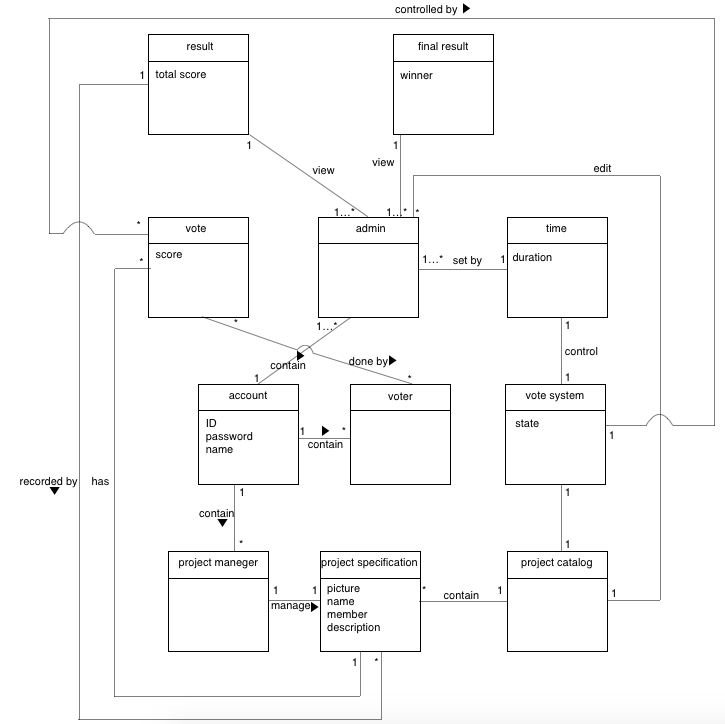 controlled by
result
final result
1
total score
winner
1
1
view
view
edit
1...*
1...*
*
*
vote
admin
time
*
score
1...*
set by
1
duration
*
1...*
1
control
contain
done by
1
*
1
account
voter
vote system
ID
password
name
1
*
contain
state
1
recorded by
has
1
contain
*
1
1
project maneger
project specification
project catalog
1
1
manage
picture
name
member
description
*
contain
1
1
1
*